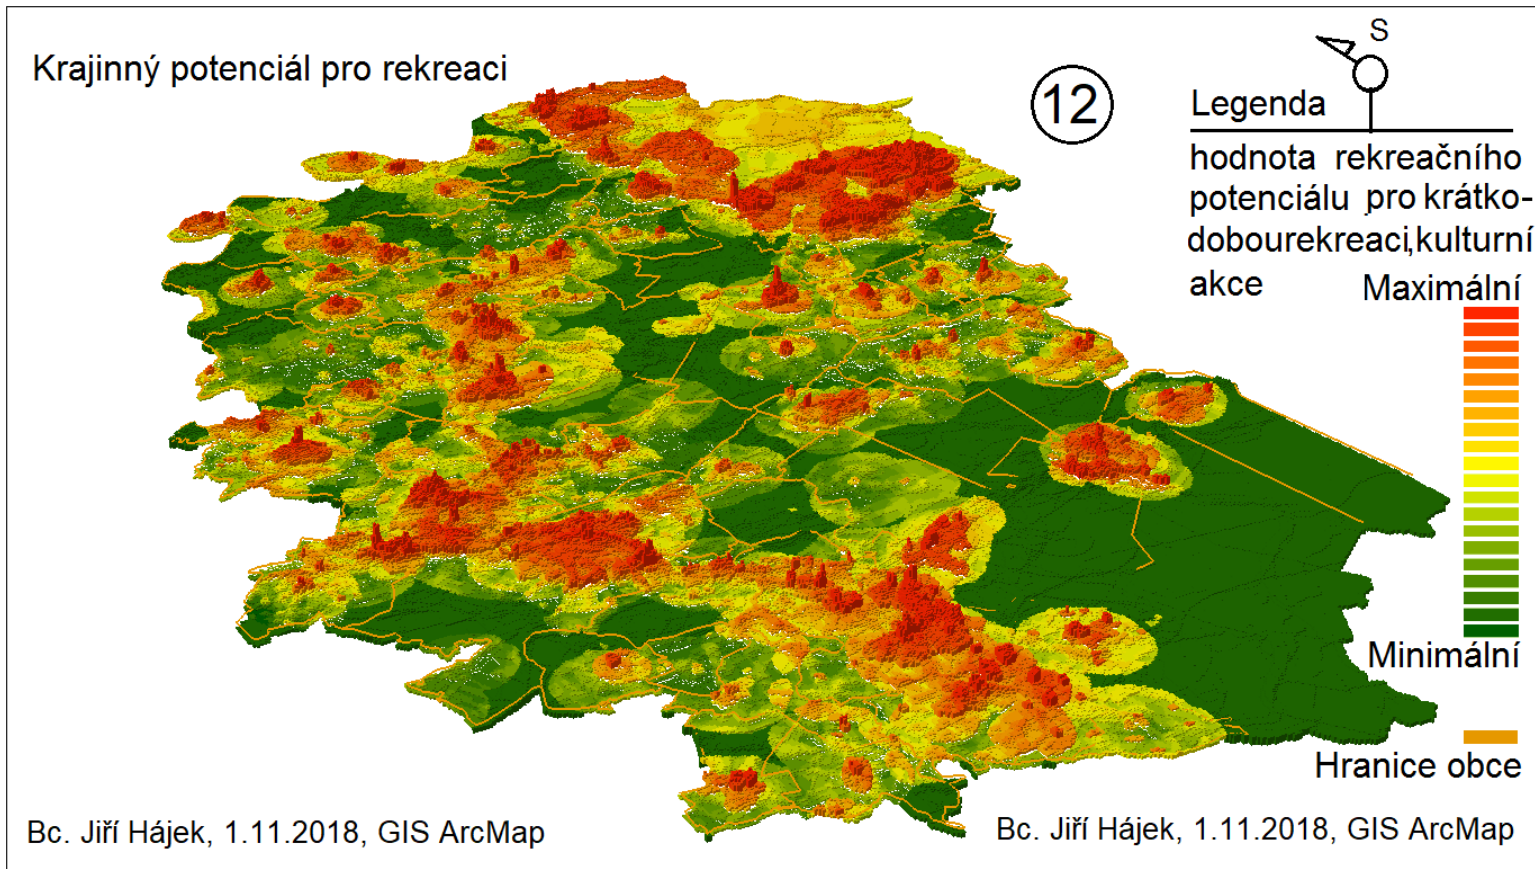 Krajinný potenciál pro rekreaci
12
S
Legenda
hodnota rekreačního
potenciálu pro krátko-
dobourekreaci,kulturní
akce
Maximální
Minimální
Hranice obce
Bc. Jiří Hájek, 1.11.2018, GIS ArcMap
Bc. Jiří Hájek, 1.11.2018, GIS ArcMap